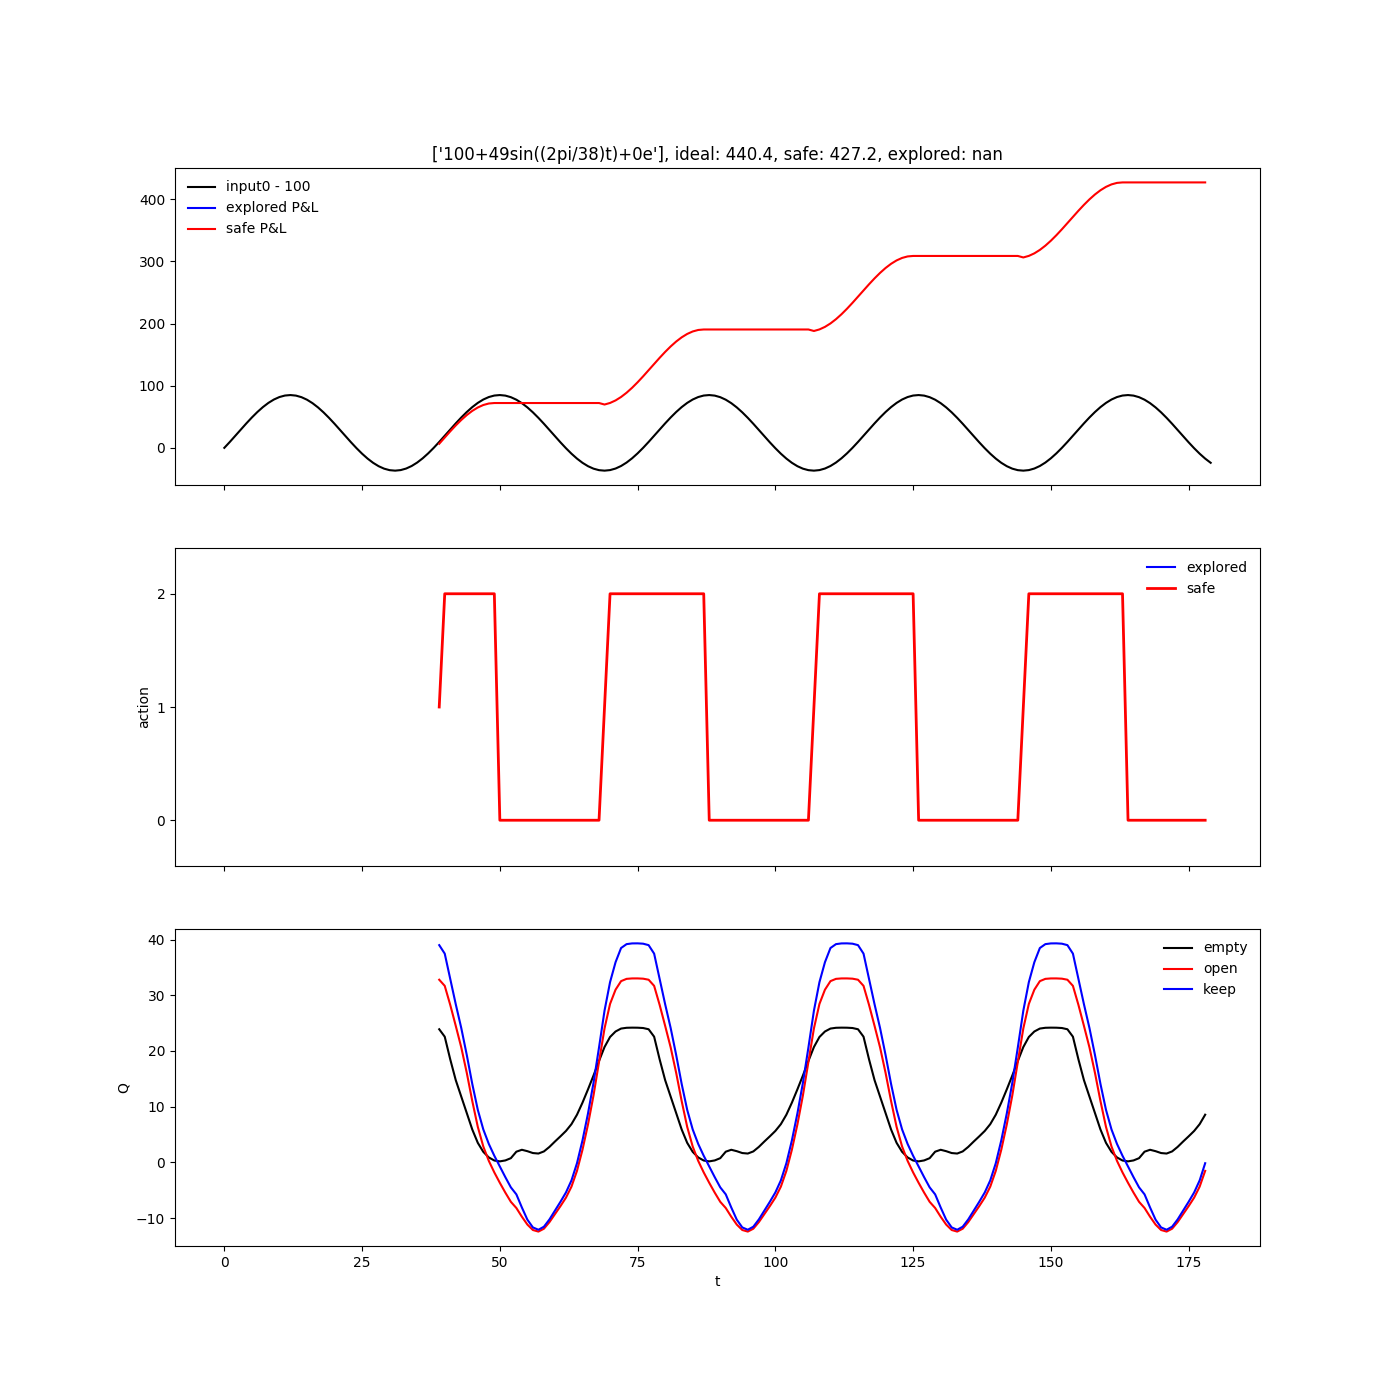 ['100+49sin((2pi/38)t)+0e'], ideal: 440.4, safe: 427.2, explored: nan
input0 - 100
explored P&L
safe P&L
400
300
200
100
0
explored
safe
2
1
0
action
empty
open
keep
40
30
20
10
0
−10
Q
0 25 50 75 100 125 150 175
t